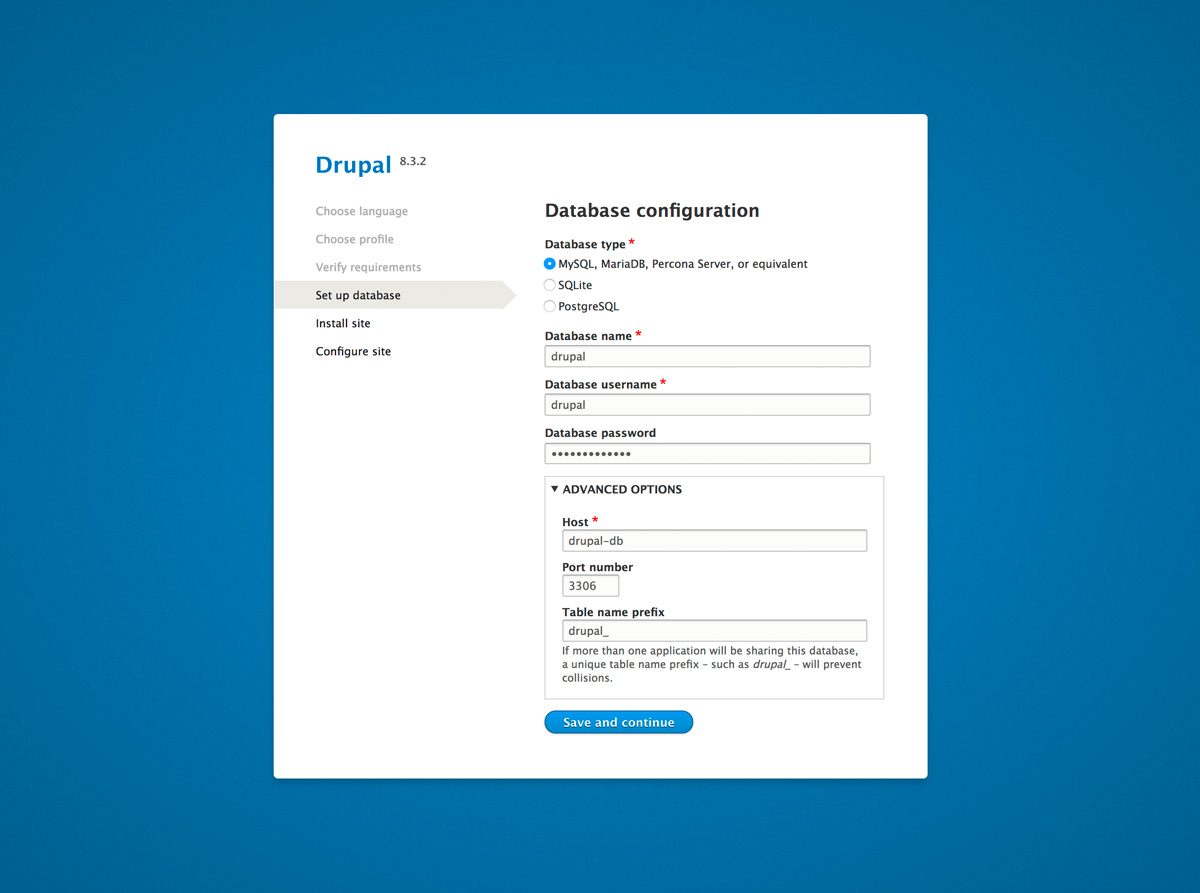 Drupal 8.3.2
Choose language
Choose profile
Verify requirements
Set up database
Install site
Configure site
Database configuration
Database type *
MySQL, MariaDB, Percona Server, or equivalent
SQLite
PostgreSQL
Database name *
drupal
Database username *
drupal
Database password
•••••••••••••
▼ ADVANCED OPTIONS
Host *
drupal-db
Port number
3306
Table name prefix
drupal_
If more than one application will be sharing this database,
a unique table name prefix – such as drupal_ – will prevent
collisions.
Save and continue